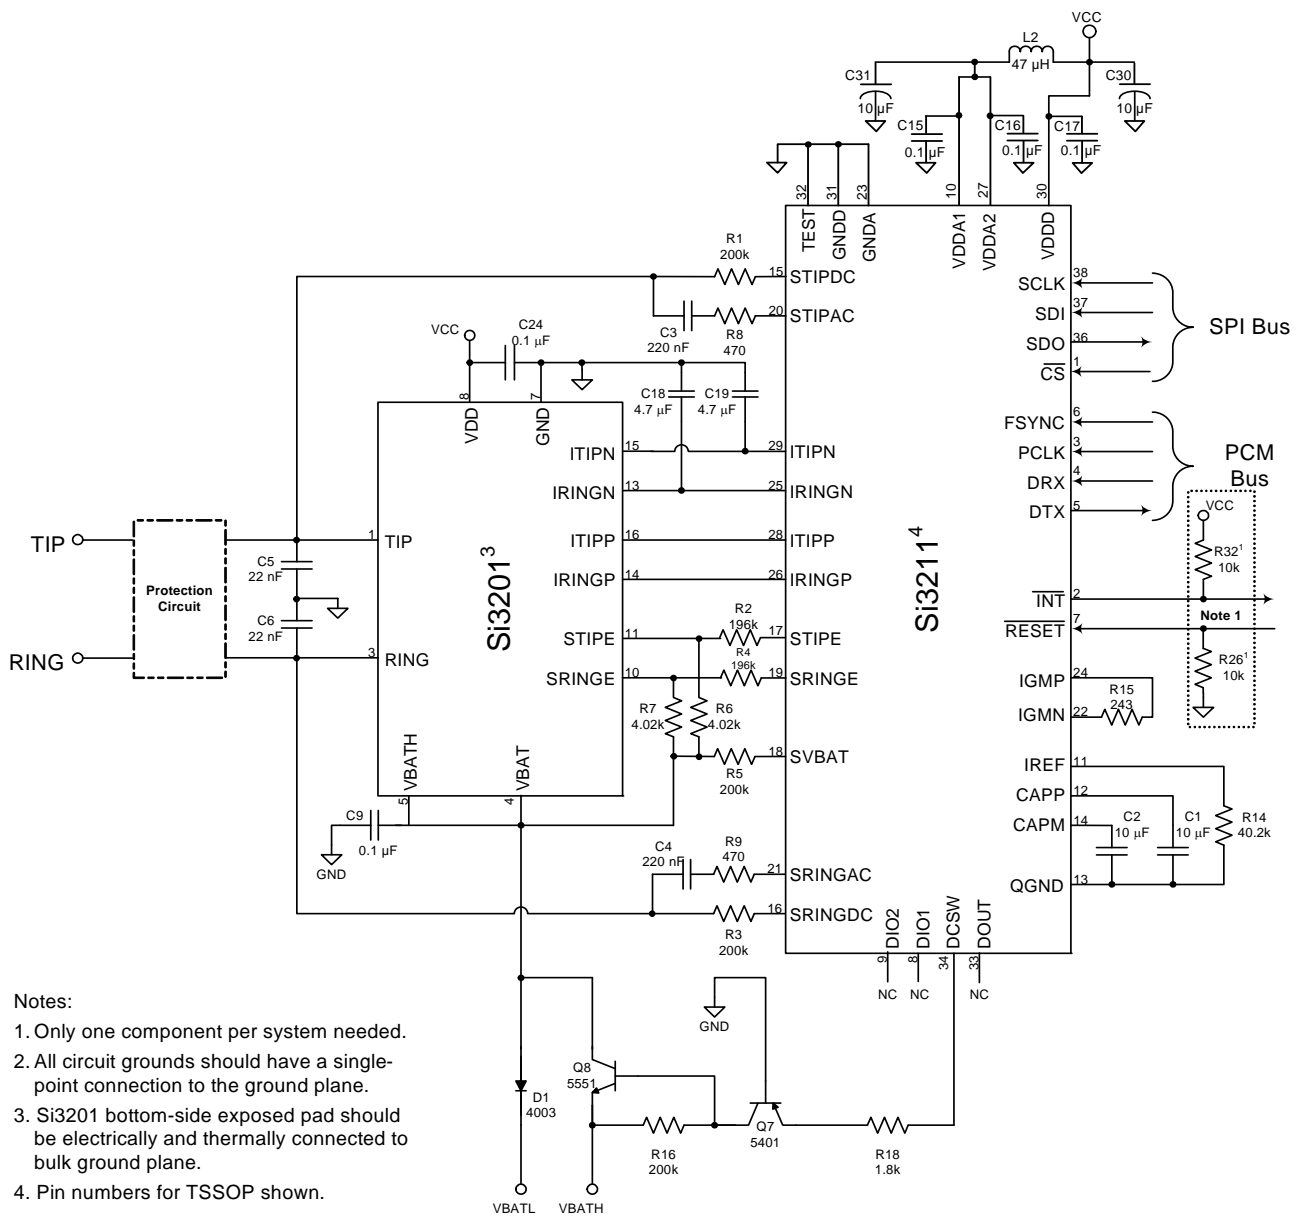 VCC
L2
47 µH
C31
10 µF
C30
10 µF
C15
0.1 µF
C16
0.1 µF
C17
0.1 µF
32
31
23
10
27
30
TEST
GNDD
GNDA
VDDA1
VDDA2
VDDD
R1
200k
15
STIPDC
C3
220 nF
R8
470
20
STIPAC
SCLK
38
SDI
37
SDO
36
CS
1
SPI Bus
VCC
C24
0.1 µF
8
7
VDD
GND
C18
4.7 µF
C19
4.7 µF
FSYNC
6
PCLK
3
DRX
4
DTX
5
PCM
Bus
ITIPN
15
29
ITIPN
IRINGN
13
25
IRINGN
ITIPP
16
28
ITIPP
IRINGP
14
26
IRINGP
TIP
Protection
Circuit
C5
22 nF
C6
22 nF
1
TIP
RING
3
RING
Si3201³
Si3211⁴
STIPE
11
R2
196k
17
STIPE
SRINGE
10
R4
196k
19
SRINGE
R7
4.02k
R6
4.02k
R5
200k
18
SVBAT
VCC
R32¹
10k
INT
2
Note 1
RESET
7
R26¹
10k
IGMP
24
R15
243
IGMN
22
IREF
11
CAPP
12
CAPM
14
C2
10 µF
C1
10 µF
R14
40.2k
QGND
13
VBATH
5
VBAT
4
C9
0.1 µF
GND
C4
220 nF
R9
470
21
SRINGAC
R3
200k
16
SRINGDC
DIO2
DIO1
DCSW
DOUT
9
8
34
33
NC
NC
NC
GND
Q8
5551
D1
4003
R16
200k
Q7
5401
R18
1.8k
VBATL
VBATH
Notes:
1. Only one component per system needed.
2. All circuit grounds should have a single-
point connection to the ground plane.
3. Si3201 bottom-side exposed pad should
be electrically and thermally connected to
bulk ground plane.
4. Pin numbers for TSSOP shown.